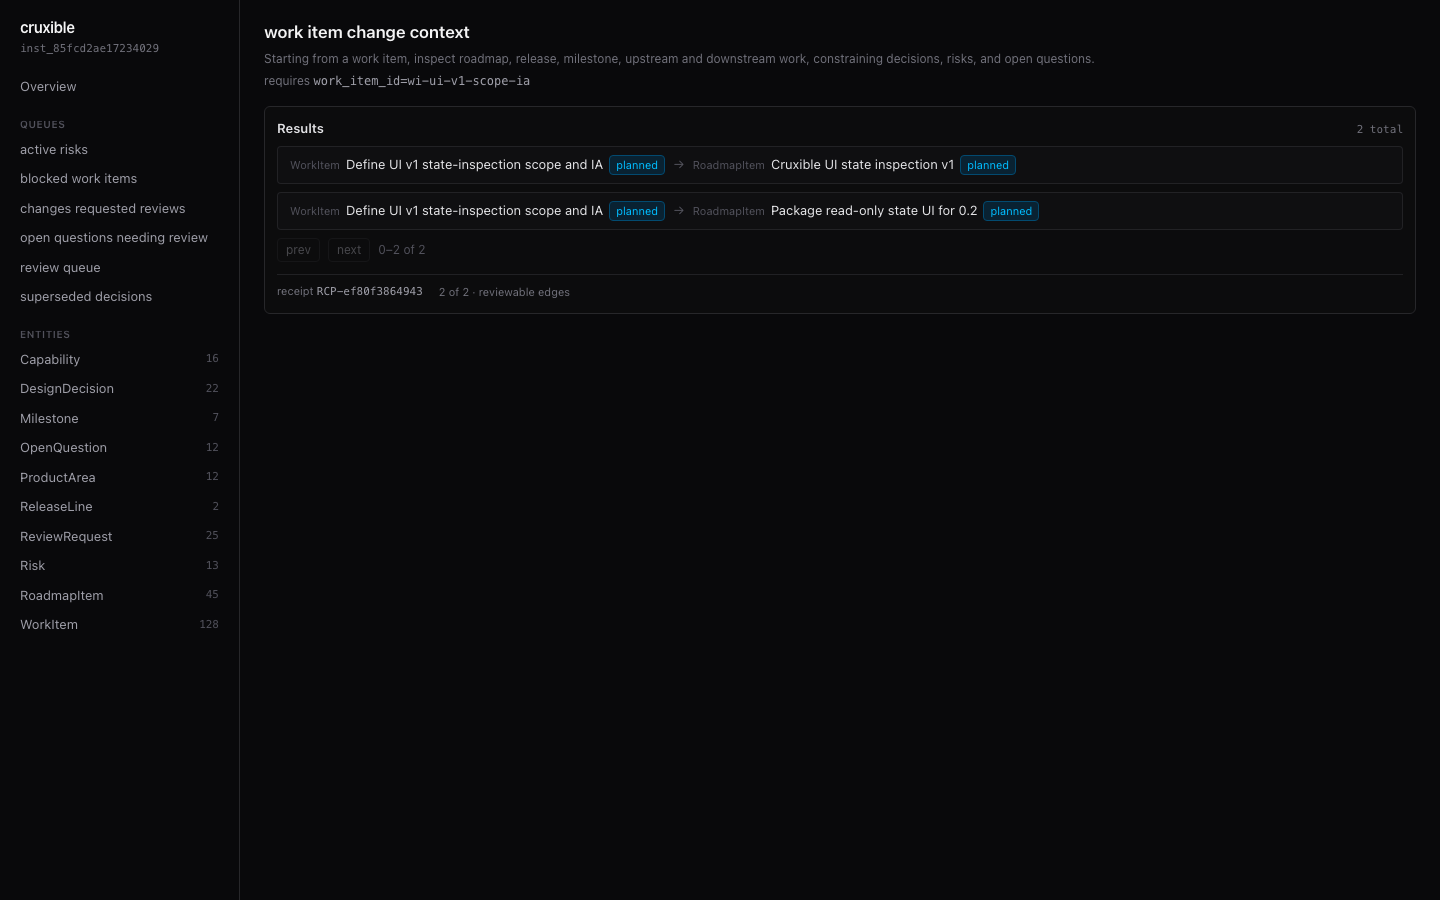 cruxible
inst_85fcd2ae17234029
Overview
QUEUES
active risks
blocked work items
changes requested reviews
open questions needing review
review queue
superseded decisions
ENTITIES
Capability 16
DesignDecision 22
Milestone 7
OpenQuestion 12
ProductArea 12
ReleaseLine 2
ReviewRequest 25
Risk 13
RoadmapItem 45
WorkItem 128
work item change context
Starting from a work item, inspect roadmap, release, milestone, upstream and downstream work, constraining decisions, risks, and open questions.
requires work_item_id=wi-ui-v1-scope-ia
Results 2 total
WorkItem Define UI v1 state-inspection scope and IA planned → RoadmapItem Cruxible UI state inspection v1 planned
WorkItem Define UI v1 state-inspection scope and IA planned → RoadmapItem Package read-only state UI for 0.2 planned
prev next 0–2 of 2
receipt RCP-ef80f3864943 2 of 2 · reviewable edges